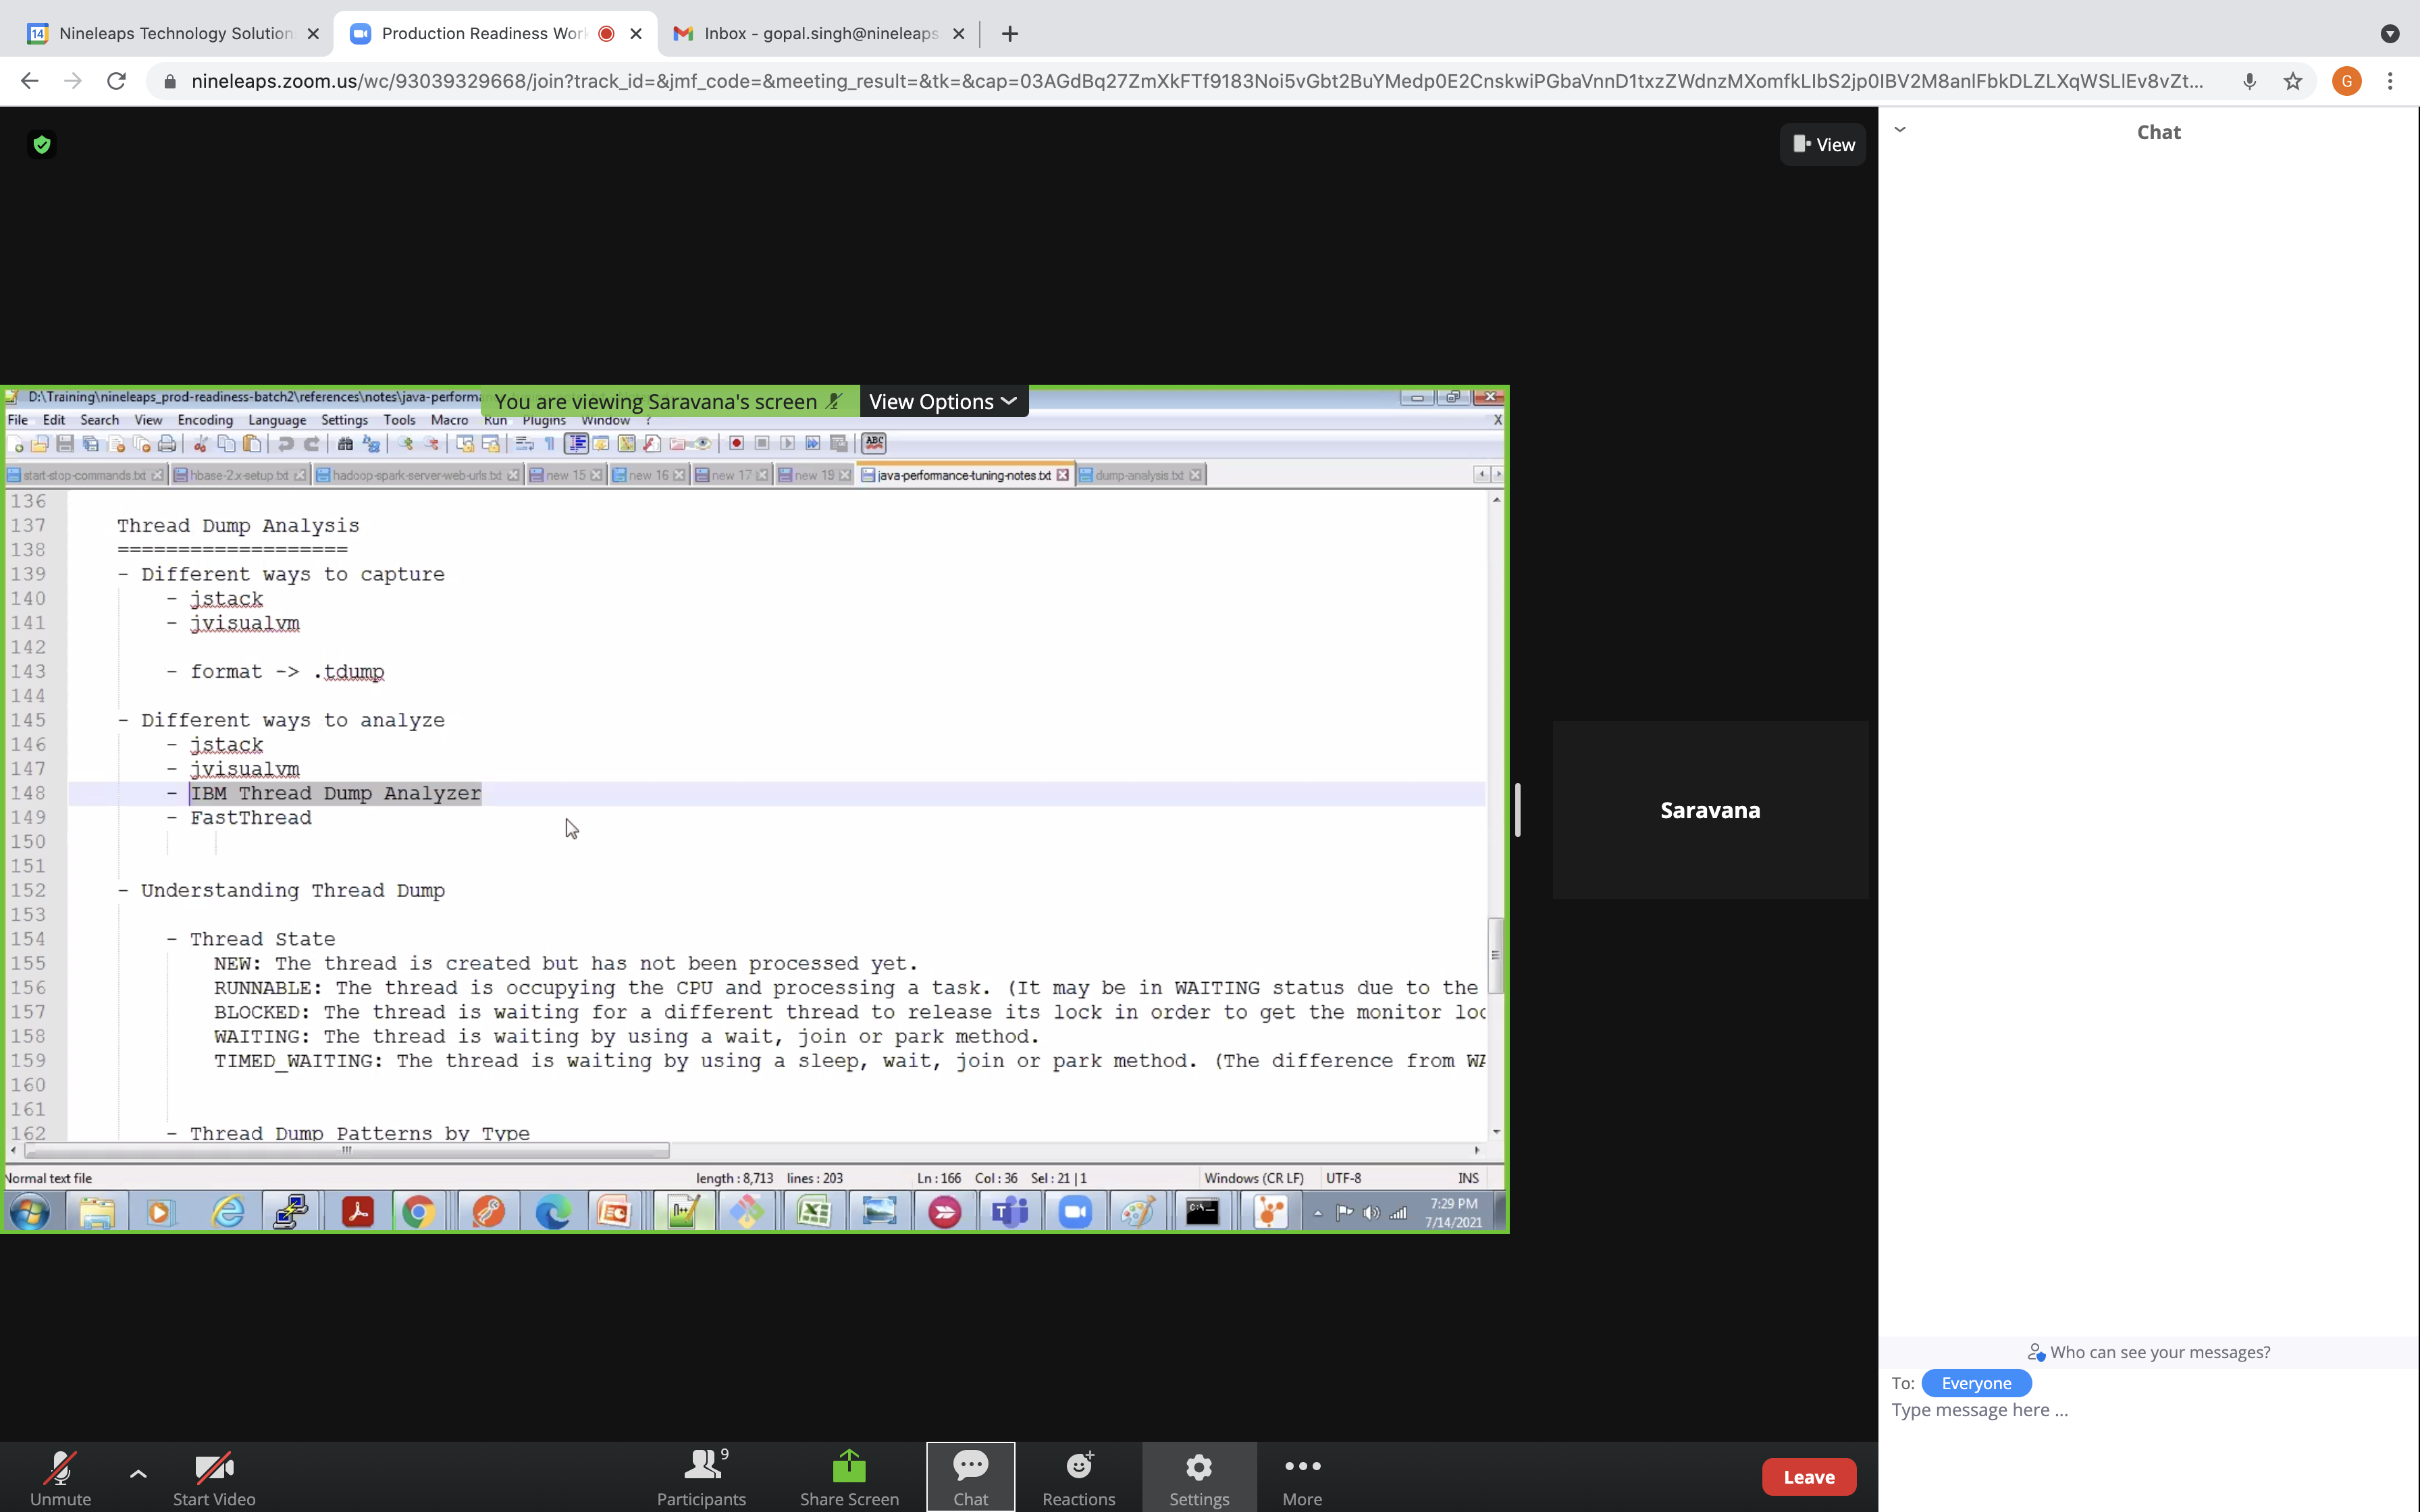 14 Nineleaps Technology Solution
Production Readiness Work
Inbox - gopal.singh@nineleaps
nineleaps.zoom.us/wc/93039329668/join?track_id=&jmf_code=&meeting_result=&tk=&cap=03AGdBq27ZmXkFTf9183Noi5vGbt2BuYMedp0E2CnskwiPGbaVnnD1txzZWdnzMXomfkLIbS2jp0IBV2M8anlFbkDLZLXqWSLlEv8vZt...
G
View
Chat
D:\Training\nineleaps_prod-readiness-batch2\references\notes\java-performa
You are viewing Saravana's screen
View Options
File Edit Search View Encoding Language Settings Tools Macro Run Plugins Window ?
X
ABC
start-stop-commands.txt
hbase-2.x-setup.txt
hadoop-spark-server-web-urls.txt
new 15
new 16
new 17
new 19
java-performance-tuning-notes.txt
dump-analysis.txt
136
137 Thread Dump Analysis
138 ===================
139 - Different ways to capture
140 - jstack
141 - jvisualvm
142
143 - format -> .tdump
144
145 - Different ways to analyze
146 - jstack
147 - jvisualvm
148 - IBM Thread Dump Analyzer
149 - FastThread
150
151
152 - Understanding Thread Dump
153
154 - Thread State
155 NEW: The thread is created but has not been processed yet.
156 RUNNABLE: The thread is occupying the CPU and processing a task. (It may be in WAITING status due to the
157 BLOCKED: The thread is waiting for a different thread to release its lock in order to get the monitor loc
158 WAITING: The thread is waiting by using a wait, join or park method.
159 TIMED_WAITING: The thread is waiting by using a sleep, wait, join or park method. (The difference from WA
160
161
162 - Thread Dump Patterns by Type
Normal text file
length : 8,713 lines : 203
Ln : 166 Col : 36 Sel : 21 | 1
Windows (CR LF)
UTF-8
INS
7:29 PM
7/14/2021
Saravana
Who can see your messages?
To: Everyone
Type message here ...
Unmute
Start Video
9
Participants
Share Screen
Chat
Reactions
Settings
More
Leave